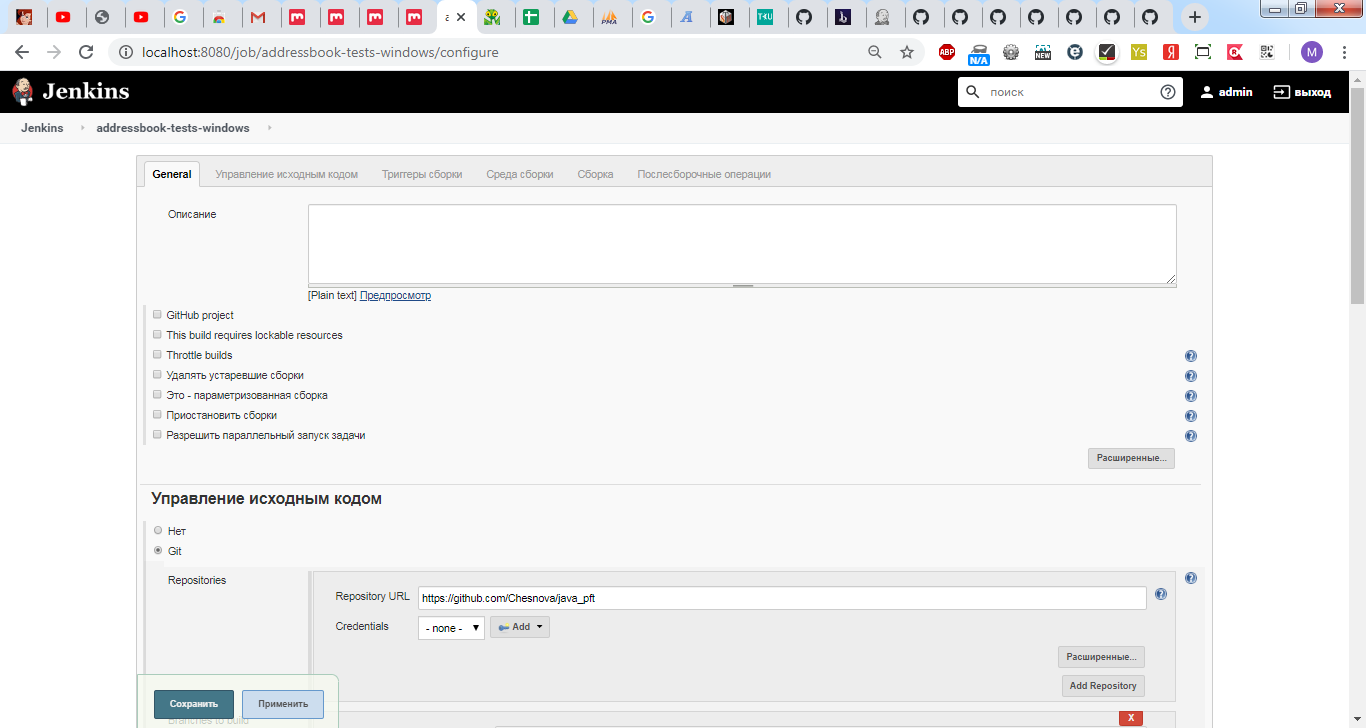 localhost:8080/job/addressbook-tests-windows/configure
ABP
N/A
NEW
Ys
Я
M
Jenkins
поиск
admin
выход
Jenkins
addressbook-tests-windows
General
Управление исходным кодом
Триггеры сборки
Среда сборки
Сборка
Послесборочные операции
Описание
[Plain text] Предпросмотр
GitHub project
This build requires lockable resources
Throttle builds
Удалять устаревшие сборки
Это - параметризованная сборка
Приостановить сборки
Разрешить параллельный запуск задачи
Расширенные...
Управление исходным кодом
Нет
Git
Repositories
Repository URL
https://github.com/Chesnova/java_pft
Credentials
- none -
Add
Расширенные...
Add Repository
Сохранить
Применить
Branches to build
X